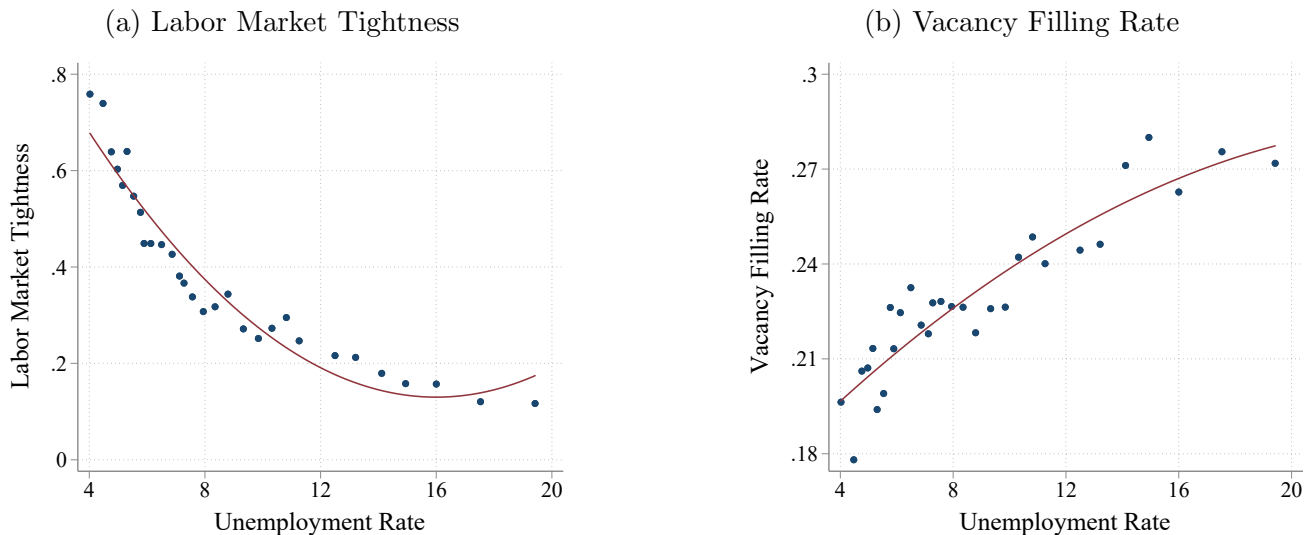 (a) Labor Market Tightness
Labor Market Tightness
.8
.6
.4
.2
0
4 8 12 16 20
Unemployment Rate
(b) Vacancy Filling Rate
Vacancy Filling Rate
.3
.27
.24
.21
.18
4 8 12 16 20
Unemployment Rate